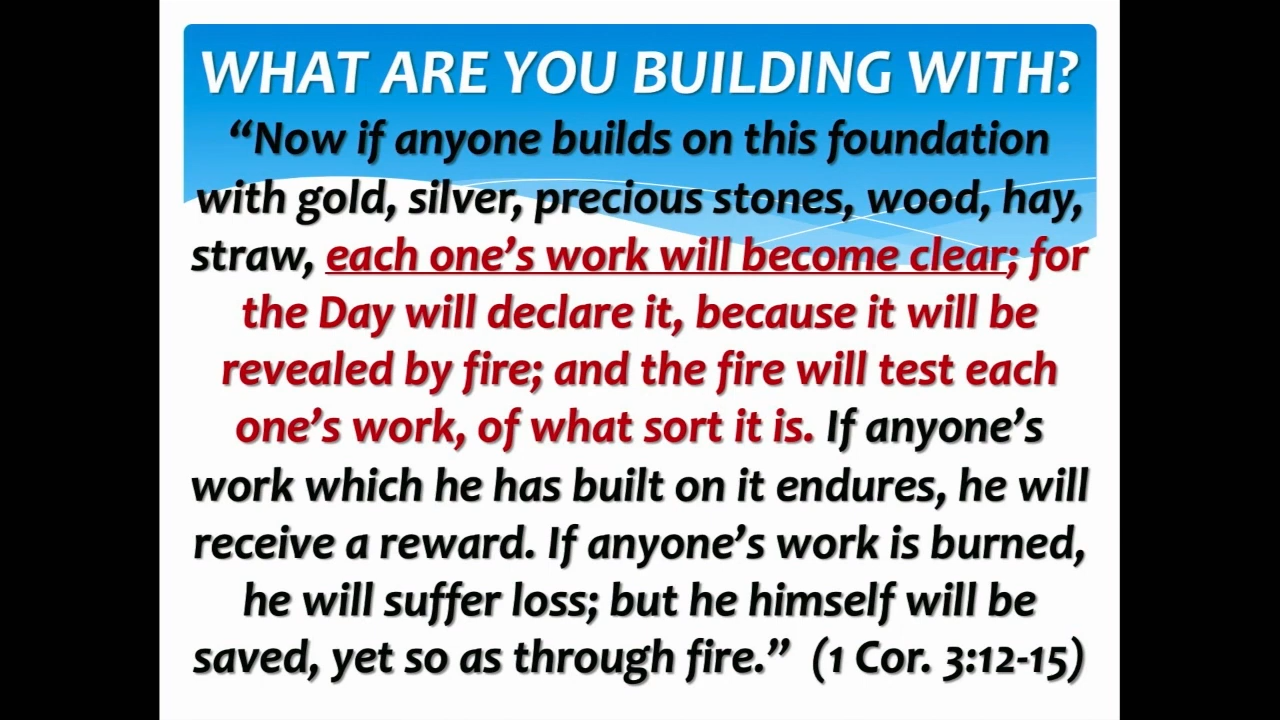 WHAT ARE YOU BUILDING WITH?
“Now if anyone builds on this foundation
with gold, silver, precious stones, wood, hay,
straw, each one’s work will become clear; for
the Day will declare it, because it will be
revealed by fire; and the fire will test each
one’s work, of what sort it is. If anyone’s
work which he has built on it endures, he will
receive a reward. If anyone’s work is burned,
he will suffer loss; but he himself will be
saved, yet so as through fire.” (1 Cor. 3:12-15)